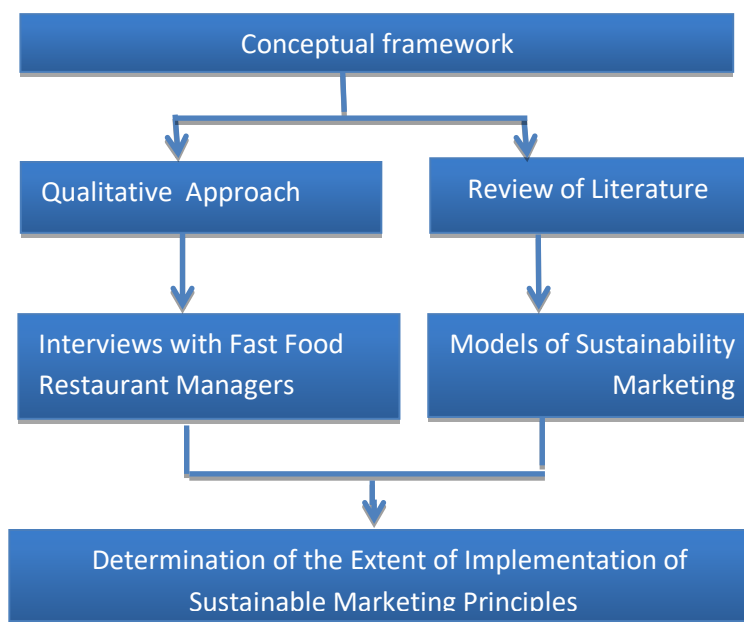 Conceptual framework
Qualitative Approach
Review of Literature
Interviews with Fast Food
Restaurant Managers
Models of Sustainability
Marketing
Determination of the Extent of Implementation of
Sustainable Marketing Principles